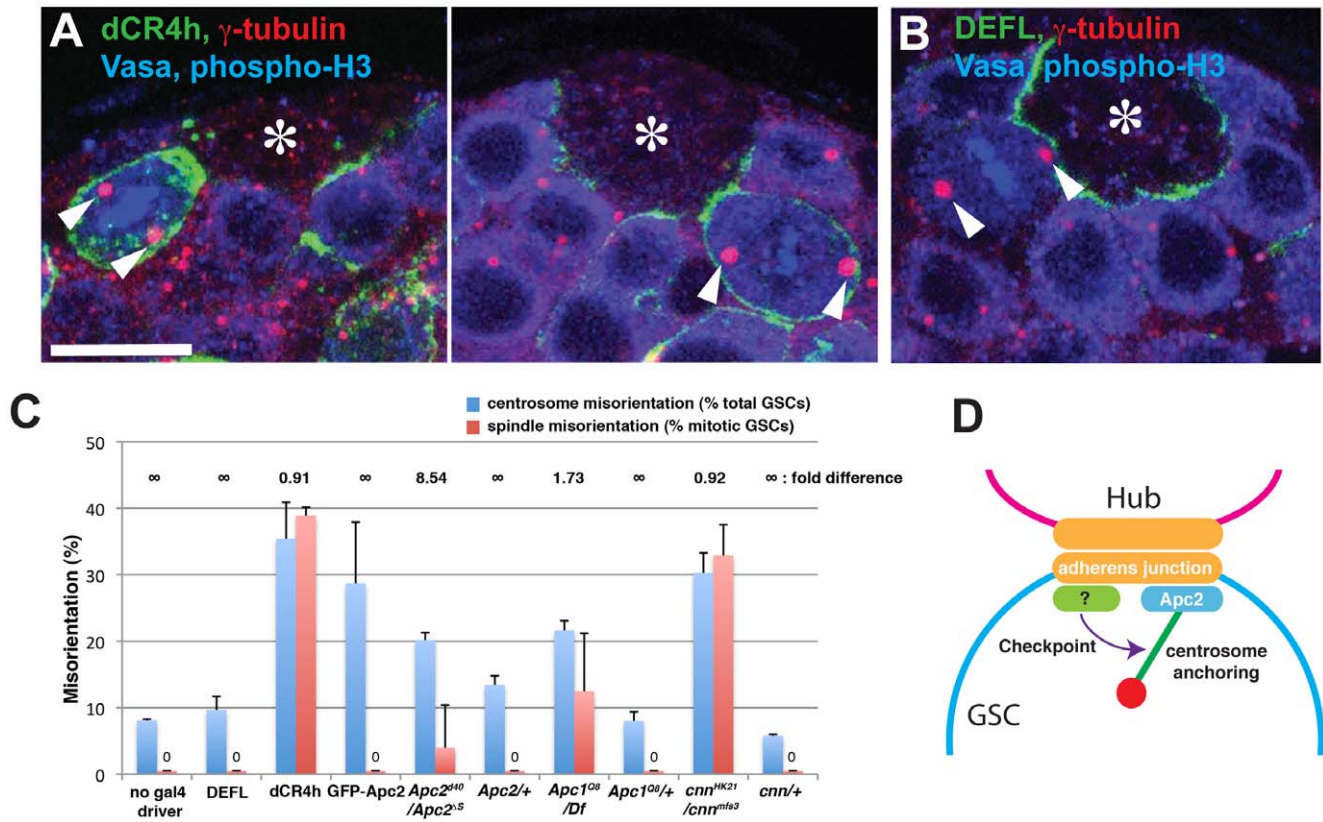 A
dCR4h, γ-tubulin
Vasa, phospho-H3
*
*
B
DEFL, γ-tubulin
Vasa, phospho-H3
*
C
centrosome misorientation (% total GSCs)
spindle misorientation (% mitotic GSCs)
Misorientation (%)
50
40
30
20
10
0
∞ ∞ 0.91 ∞ 8.54 ∞ 1.73 ∞ 0.92 ∞ : fold difference
0 0 0 0 0 0
no gal4 driver
DEFL
dCR4h
GFP-Apc2
Apc2d40
/Apc2ΔS
Apc2/+
Apc1Q8
/Df
Apc1Q8/+
cnnHK21
/cnnmfs3
cnn/+
D
Hub
adherens junction
? Apc2
Checkpoint
centrosome
anchoring
GSC